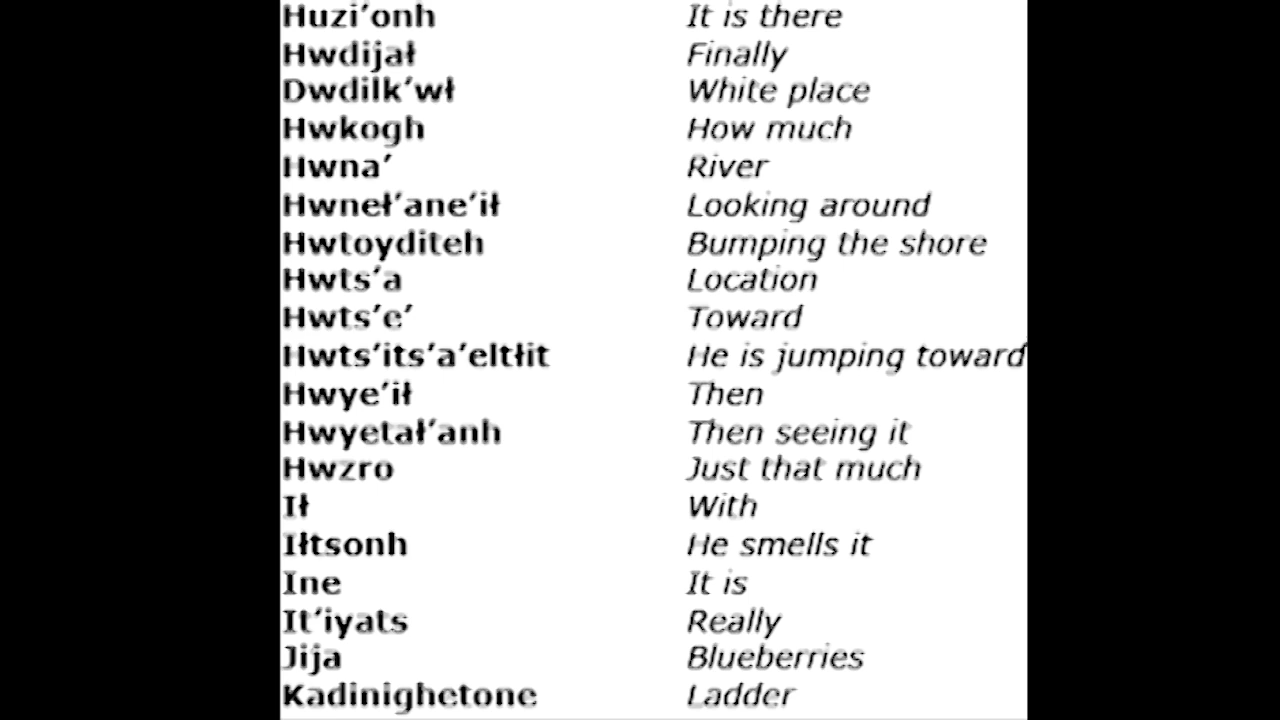 Huzi’onh It is there
Hwdijał Finally
Dwdilk’wł White place
Hwkogh How much
Hwna’ River
Hwneł’ane’ił Looking around
Hwtoyditeh Bumping the shore
Hwts’a Location
Hwts’e’ Toward
Hwts’its’a’eltłit He is jumping toward
Hwye’ił Then
Hwyetał’anh Then seeing it
Hwzro Just that much
Ił With
Iłtsonh He smells it
Ine It is
It’iyats Really
Jija Blueberries
Kadinighetone Ladder